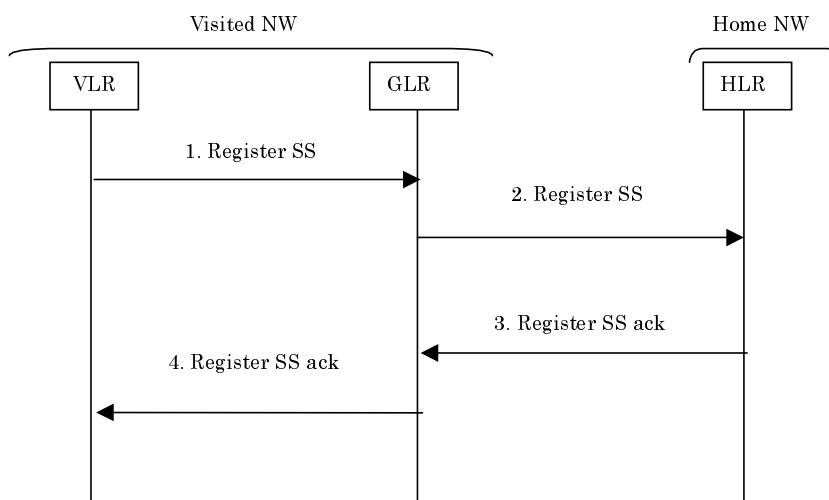 Visited NW
Home NW
VLR
GLR
HLR
1. Register SS
2. Register SS
3. Register SS ack
4. Register SS ack